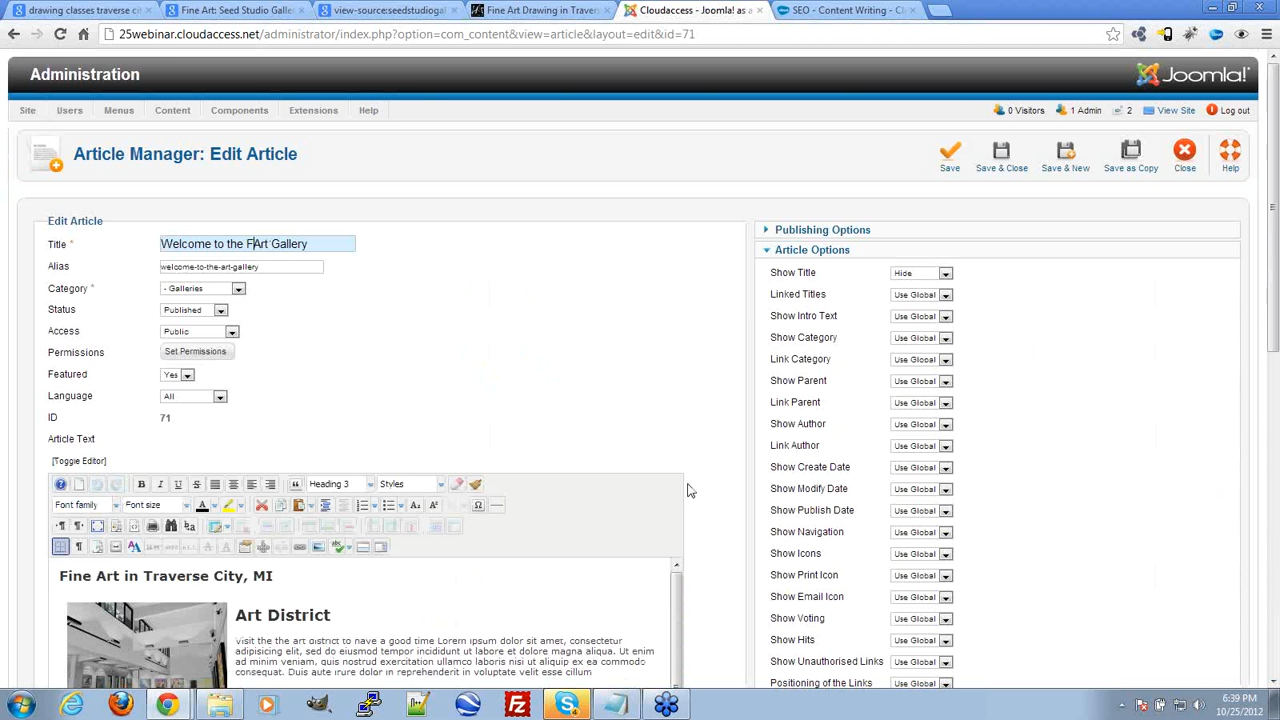 drawing classes traverse cit
Fine Art: Seed Studio Galle
view-source:seedstudiogal
Fine Art Drawing in Travers
Cloudaccess - Joomla! as a
SEO - Content Writing - Cl
25webinar.cloudaccess.net/administrator/index.php?option=com_content&view=article&layout=edit&id=71
Administration
Joomla!
Site Users Menus Content Components Extensions Help
0 Visitors 1 Admin 2 View Site Log out
Article Manager: Edit Article
Save Save & Close Save & New Save as Copy Close Help
Edit Article
Title * Welcome to the FArt Gallery
Alias welcome-to-the-art-gallery
Category * - Galleries
Status Published
Access Public
Permissions Set Permissions
Featured Yes
Language All
ID 71
Article Text
[Toggle Editor]
Heading 3 Styles
Font family Font size
Fine Art in Traverse City, MI
Art District
Visit the the art district to have a good time Lorem ipsum dolor sit amet, consectetur
adipisicing elit, sed do eiusmod tempor incididunt ut labore et dolore magna aliqua. Ut enim
ad minim veniam, quis nostrud exercitation ullamco laboris nisi ut aliquip ex ea commodo
consequat. Duis aute irure dolor in reprehenderit in voluptate velit esse cillum
Publishing Options
Article Options
Show Title Hide
Linked Titles Use Global
Show Intro Text Use Global
Show Category Use Global
Link Category Use Global
Show Parent Use Global
Link Parent Use Global
Show Author Use Global
Link Author Use Global
Show Create Date Use Global
Show Modify Date Use Global
Show Publish Date Use Global
Show Navigation Use Global
Show Icons Use Global
Show Print Icon Use Global
Show Email Icon Use Global
Show Voting Use Global
Show Hits Use Global
Show Unauthorised Links Use Global
Positioning of the Links Use Global
6:39 PM
10/25/2012